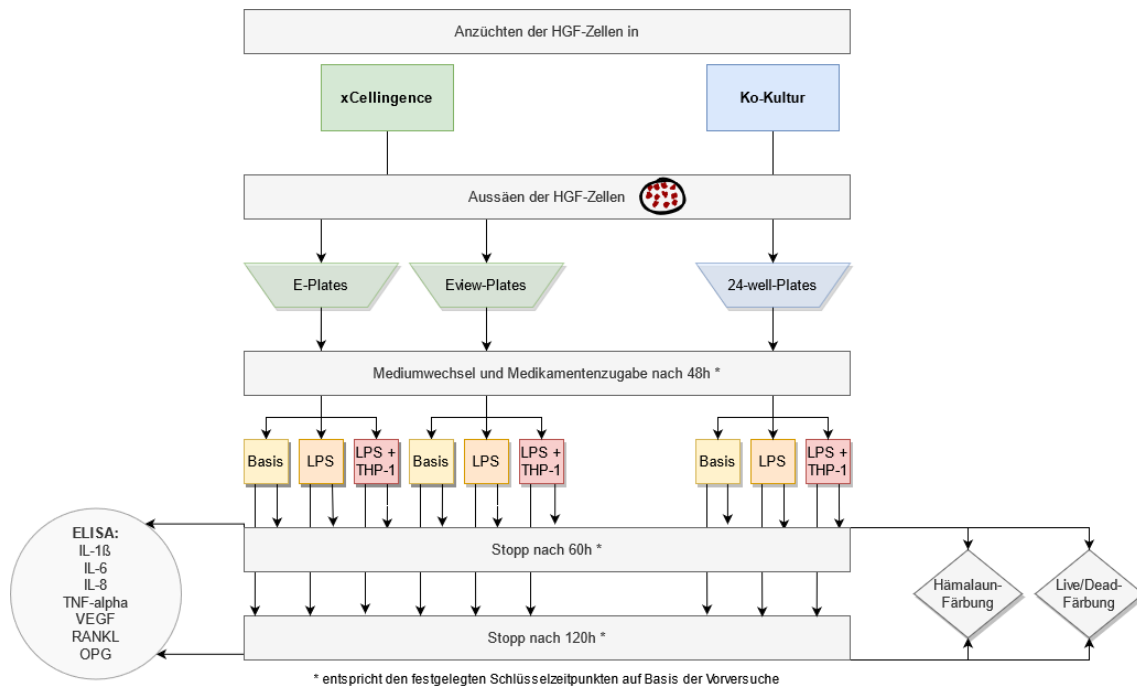 Anzüchten der HGF-Zellen in
xCellingence
Ko-Kultur
Aussäen der HGF-Zellen
E-Plates
Eview-Plates
24-well-Plates
Mediumwechsel und Medikamentenzugabe nach 48h *
Basis
LPS
LPS +
THP-1
Basis
LPS
LPS +
THP-1
Basis
LPS
LPS +
THP-1
ELISA:
IL-1ß
IL-6
IL-8
TNF-alpha
VEGF
RANKL
OPG
Stopp nach 60h *
Hämalaun-
Färbung
Live/Dead-
Färbung
Stopp nach 120h *
* entspricht den festgelegten Schlüsselzeitpunkten auf Basis der Vorversuche